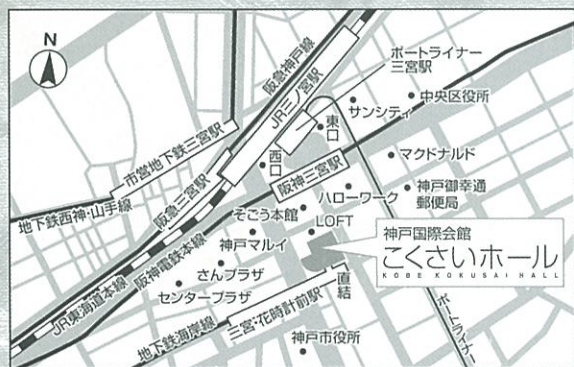 N
阪急神戸線
JR三ノ宮駅
ポートライナー
三宮駅
サンシティ
中央区役所
市営地下鉄三宮駅
東口
西口
阪急三宮駅
阪神三宮駅
マクドナルド
地下鉄西神・山手線
ハローワーク
神戸御幸通
郵便局
そごう本館
LOFT
神戸マルイ
阪神電鉄本線
さんプラザ
センタープラザ
JR東海道本線
神戸国際会館
こくさいホール
KOBE KOKUSAI HALL
直結
三宮・花時計前駅
地下鉄海岸線
神戸市役所
ポートライナー